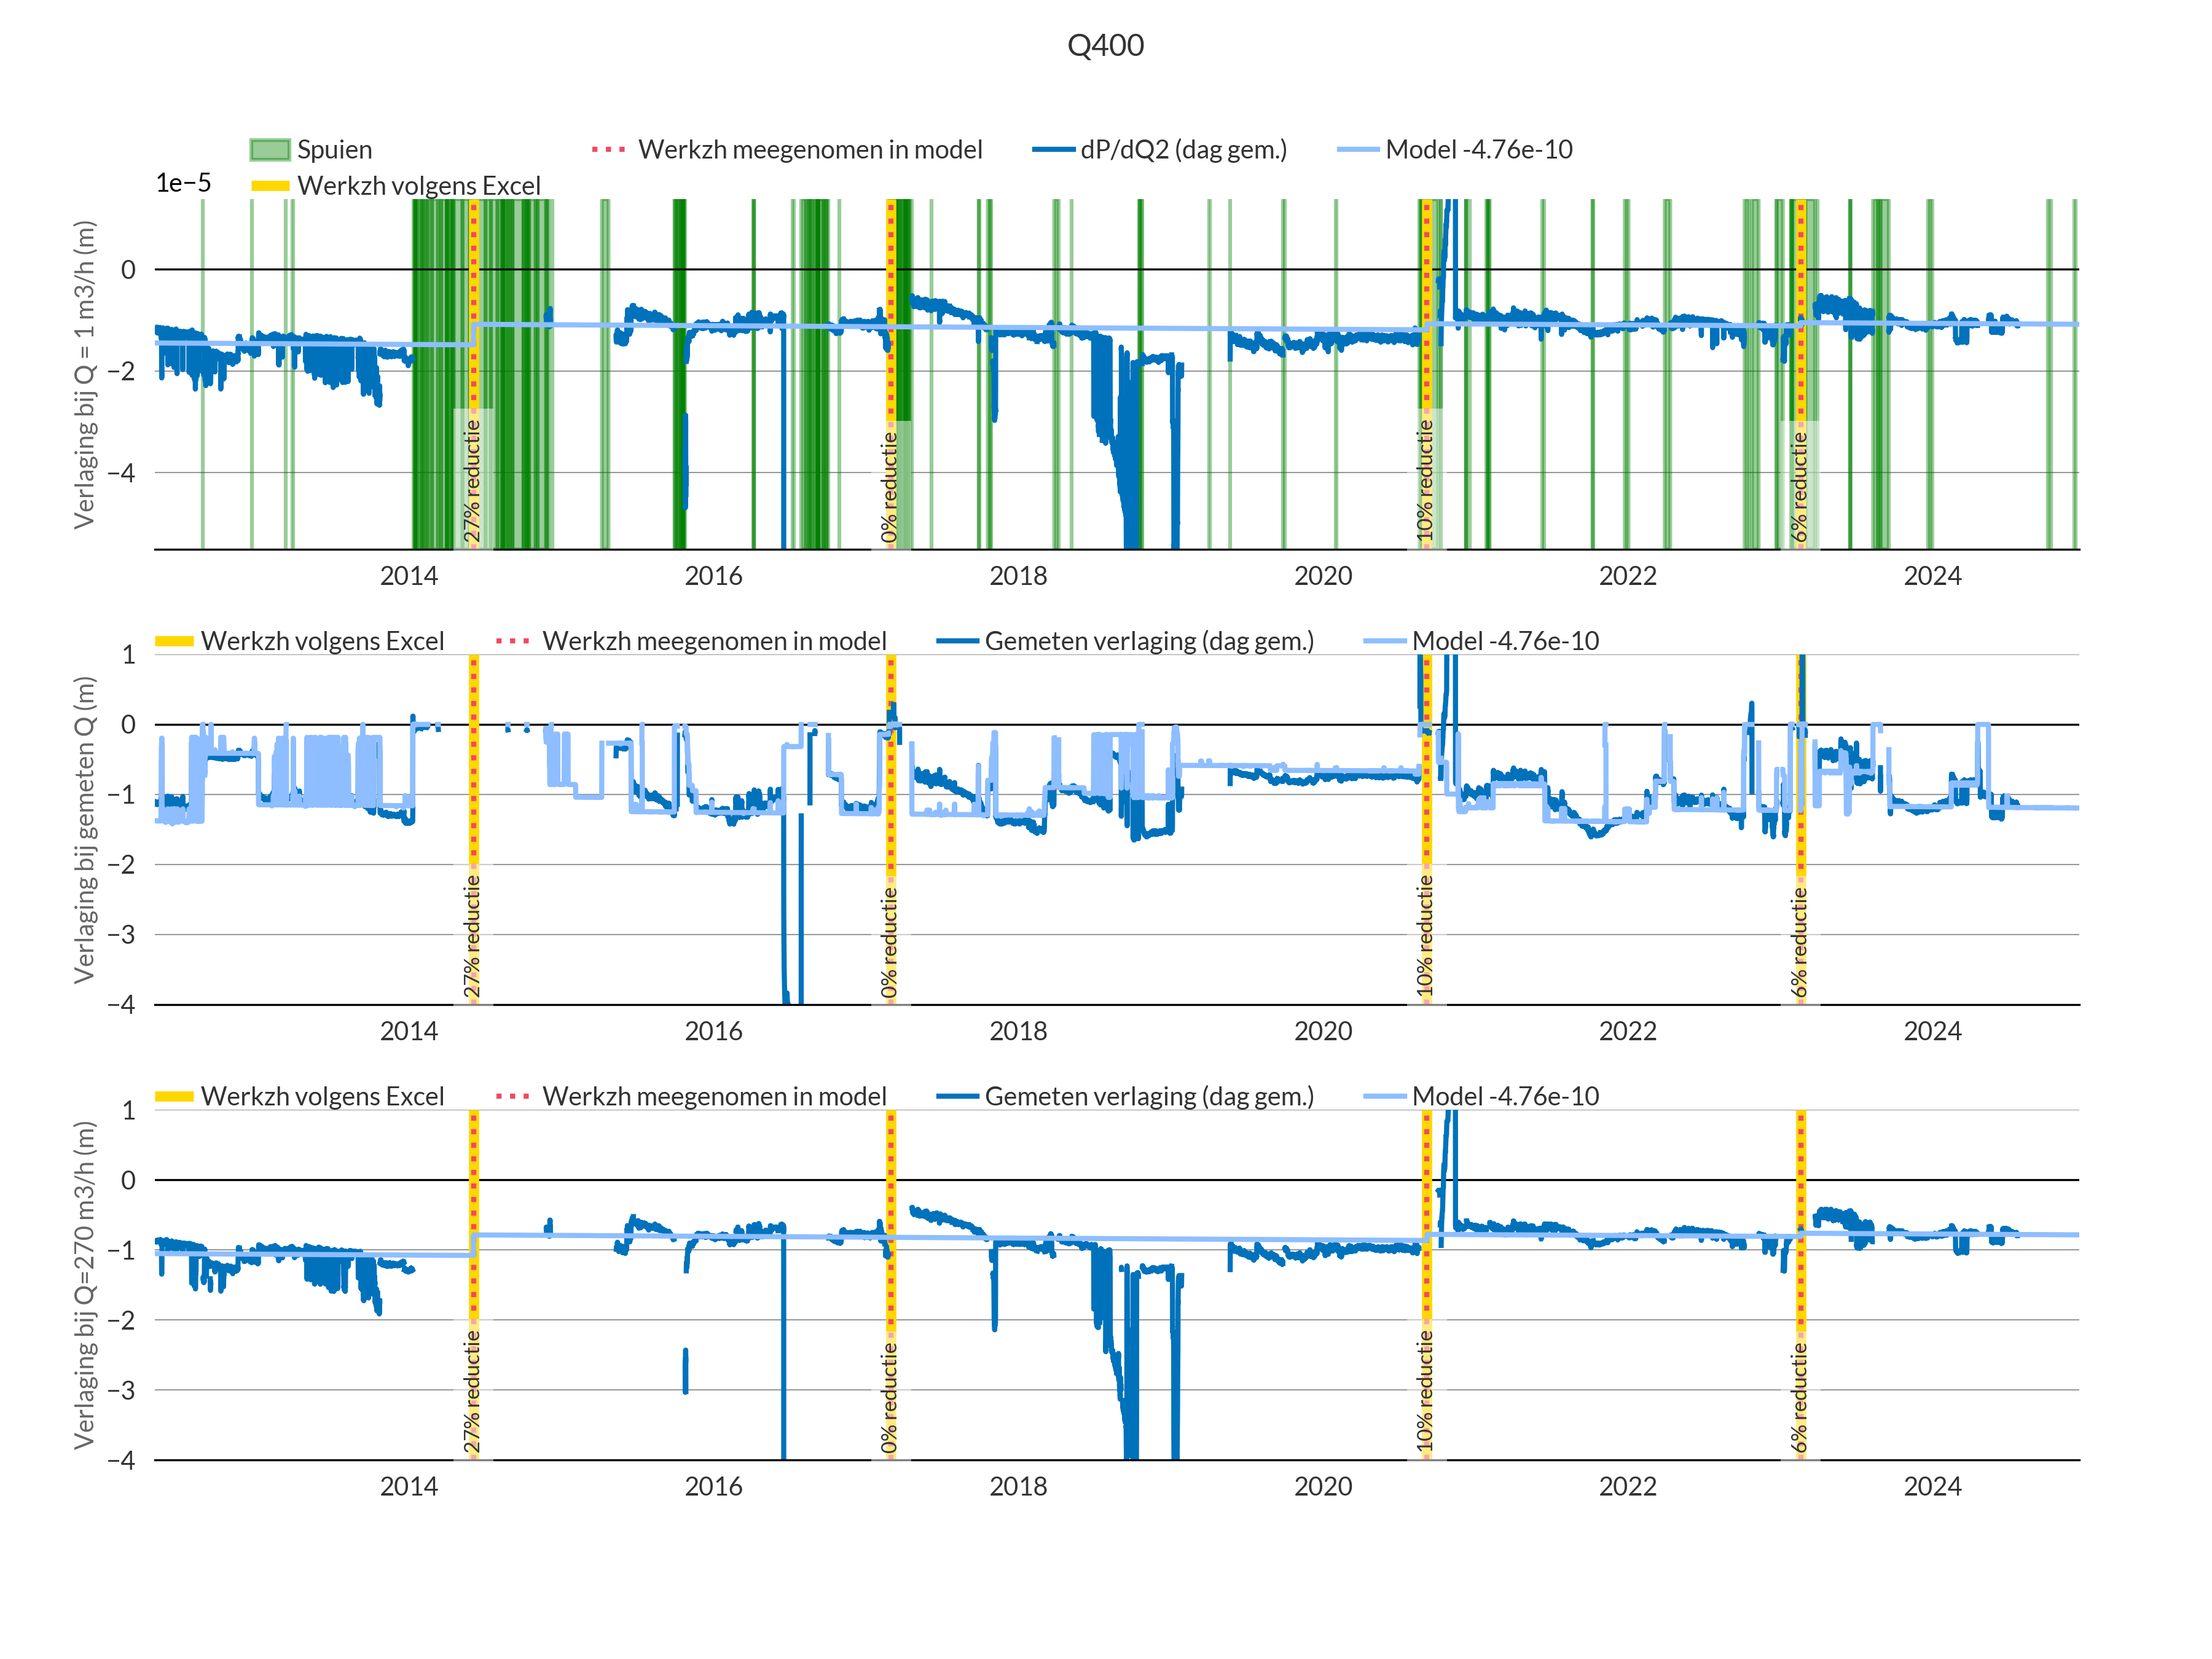 Q400
Spuien
Werkzh meegenomen in model
dP/dQ2 (dag gem.)
Model -4.76e-10
Werkzh volgens Excel
1e−5
Verlaging bij Q = 1 m3/h (m)
0
−2
−4
27% reductie
0% reductie
10% reductie
6% reductie
2014
2016
2018
2020
2022
2024
Werkzh volgens Excel
Werkzh meegenomen in model
Gemeten verlaging (dag gem.)
Model -4.76e-10
Verlaging bij gemeten Q (m)
1
0
−1
−2
−3
−4
27% reductie
0% reductie
10% reductie
6% reductie
2014
2016
2018
2020
2022
2024
Werkzh volgens Excel
Werkzh meegenomen in model
Gemeten verlaging (dag gem.)
Model -4.76e-10
Verlaging bij Q=270 m3/h (m)
1
0
−1
−2
−3
−4
27% reductie
0% reductie
10% reductie
6% reductie
2014
2016
2018
2020
2022
2024